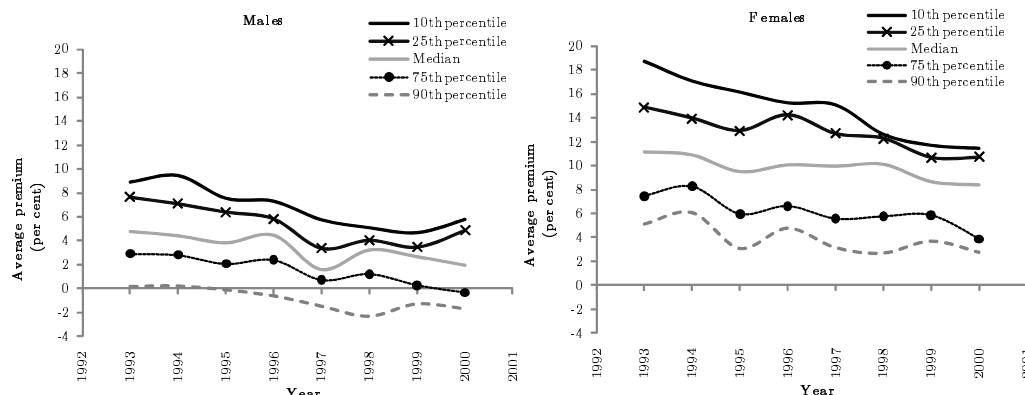 Males
10th percentile
25th percentile
Median
75th percentile
90th percentile
20
18
16
14
12
10
8
6
4
2
0
-2
-4
Average premium
(per cent)
1992
1993
1994
1995
1996
1997
1998
1999
2000
2001
Year
Females
10th percentile
25th percentile
Median
75th percentile
90th percentile
20
18
16
14
12
10
8
6
4
2
0
-2
-4
Average premium
(per cent)
1992
1993
1994
1995
1996
1997
1998
1999
2000
2001
Year